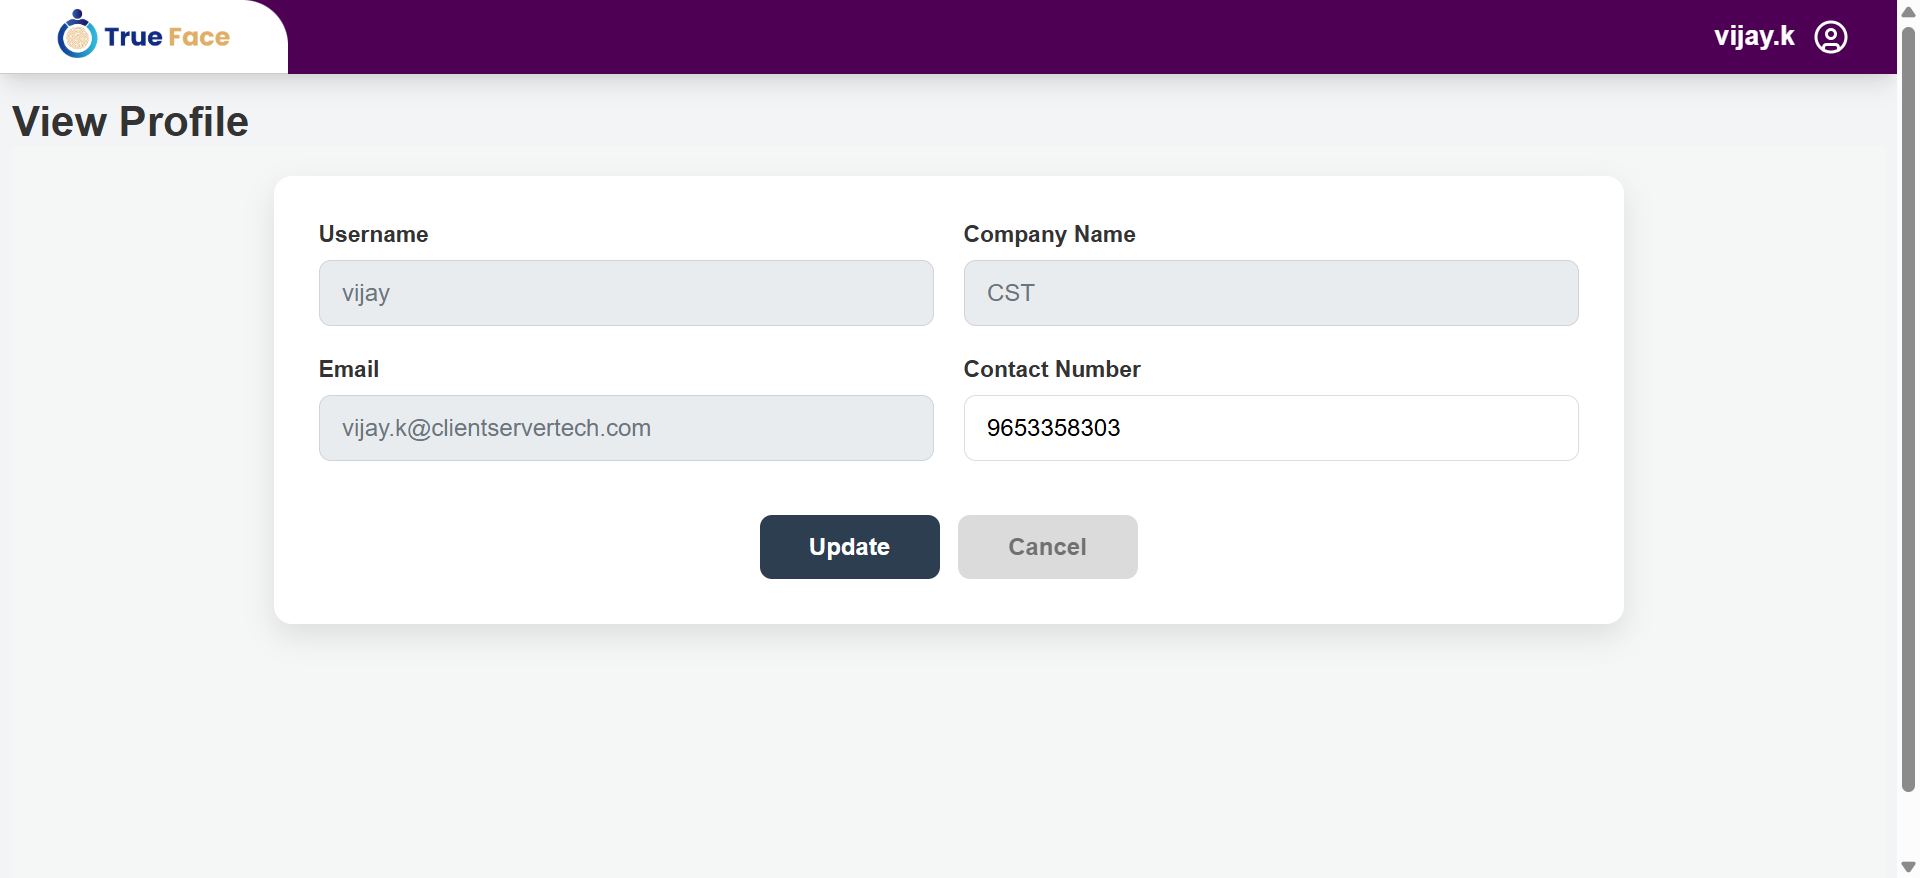 True Face
vijay.k
View Profile
Username
Company Name
vijay
CST
Email
Contact Number
vijay.k@clientservertech.com
9653358303
Update
Cancel